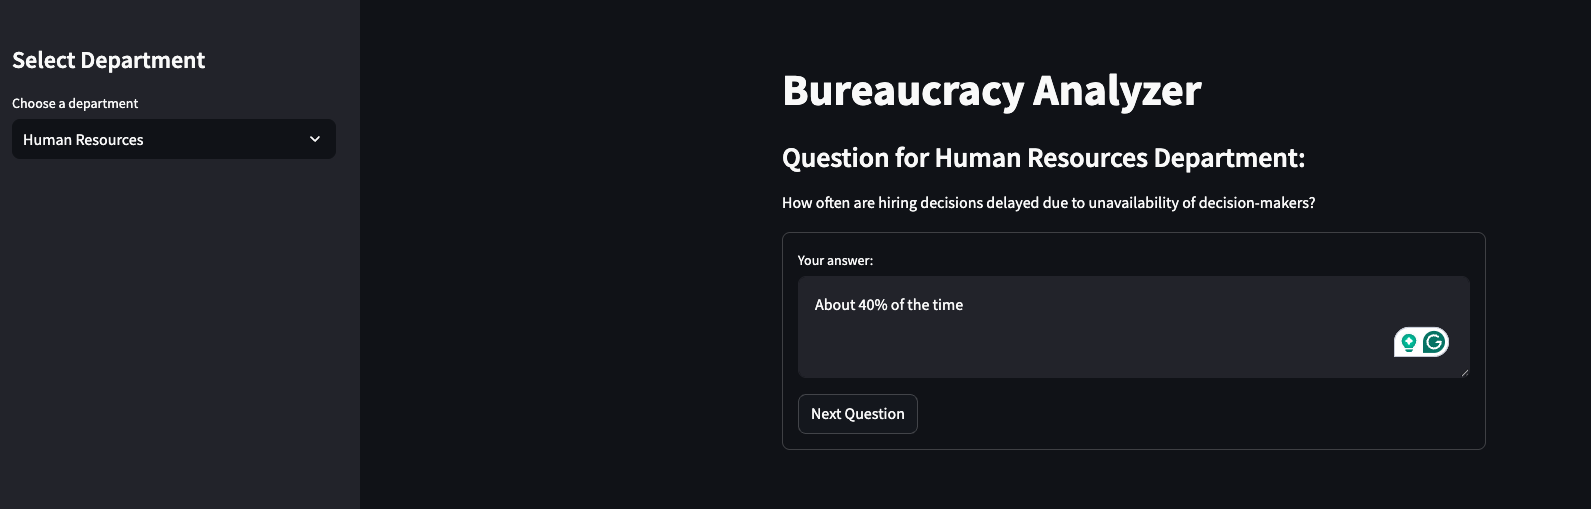 Select Department
Choose a department
Human Resources
Bureaucracy Analyzer
Question for Human Resources Department:
How often are hiring decisions delayed due to unavailability of decision-makers?
Your answer:
About 40% of the time
Next Question